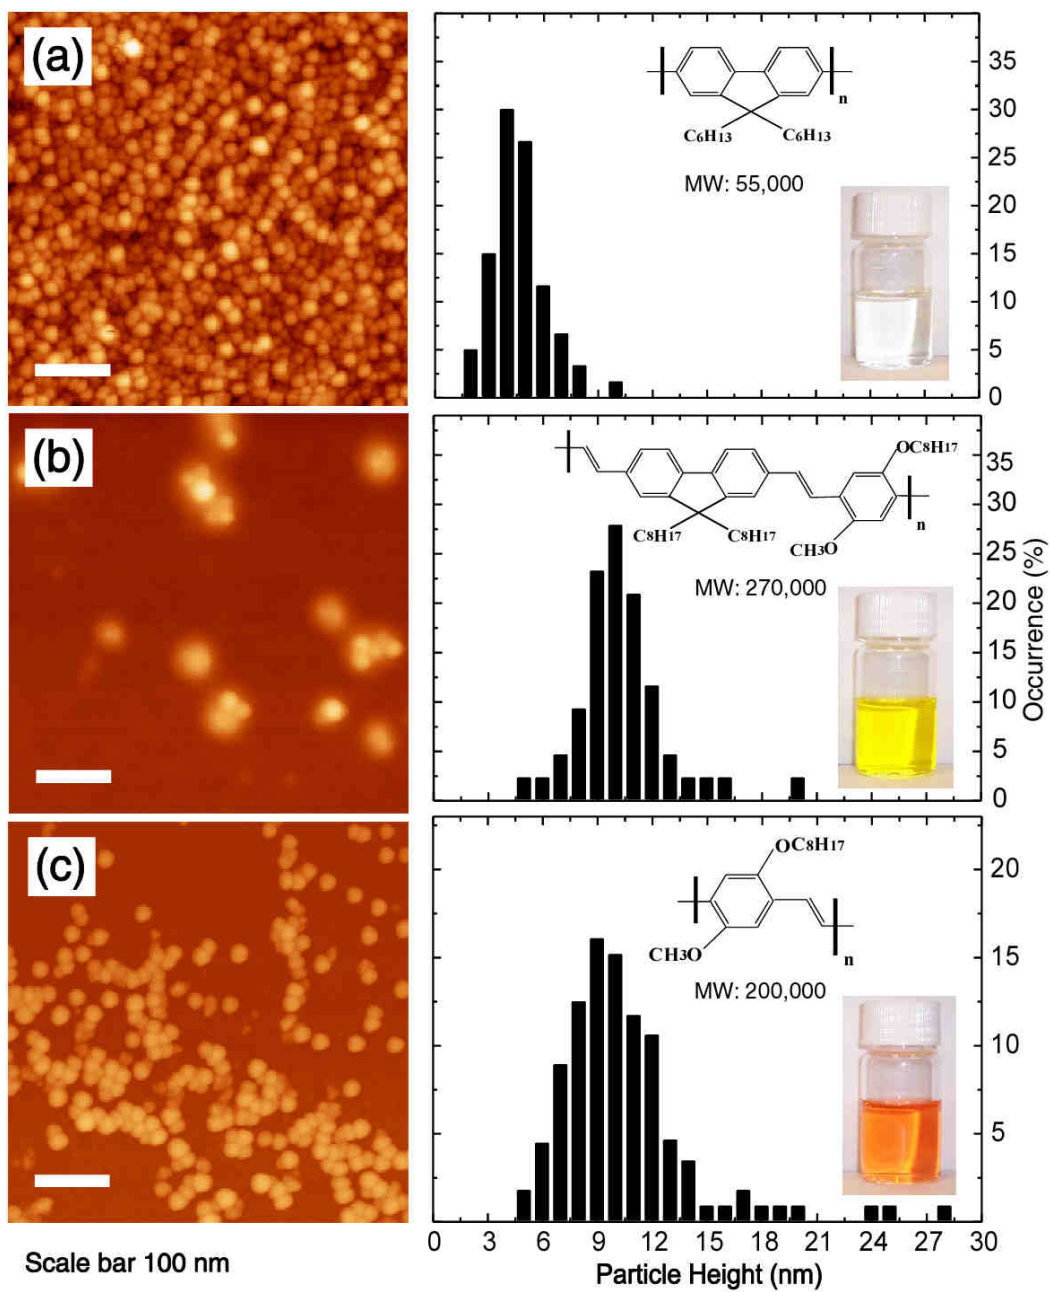 (a)
C6H13 C6H13
n
MW: 55,000
35
30
25
20
15
10
5
0
(b)
OC8H17
n
C8H17 C8H17
CH3O
MW: 270,000
35
30
25
20
15
10
5
0
Occurrence (%)
(c)
OC8H17
CH3O
n
MW: 200,000
20
15
10
5
0 3 6 9 12 15 18 21 24 27 30
Particle Height (nm)
Scale bar 100 nm